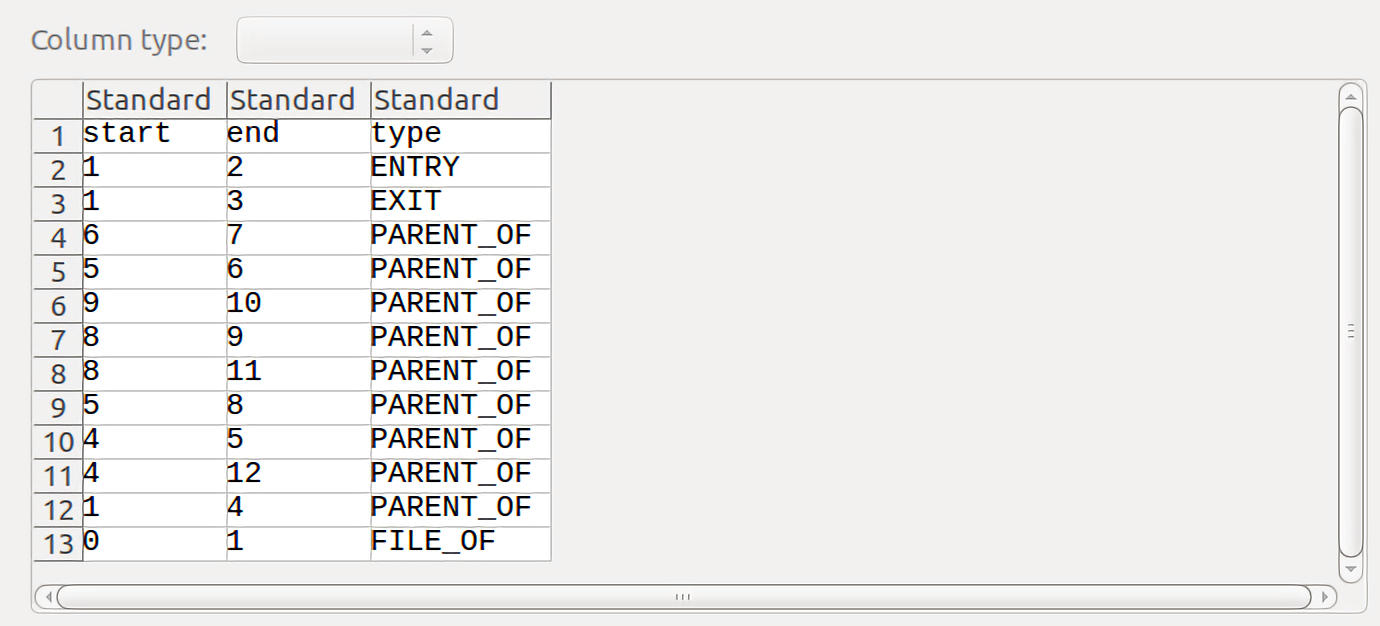 Column type:
Standard Standard Standard
1 start end type
2 1 2 ENTRY
3 1 3 EXIT
4 6 7 PARENT_OF
5 5 6 PARENT_OF
6 9 10 PARENT_OF
7 8 9 PARENT_OF
8 8 11 PARENT_OF
9 5 8 PARENT_OF
10 4 5 PARENT_OF
11 4 12 PARENT_OF
12 1 4 PARENT_OF
13 0 1 FILE_OF